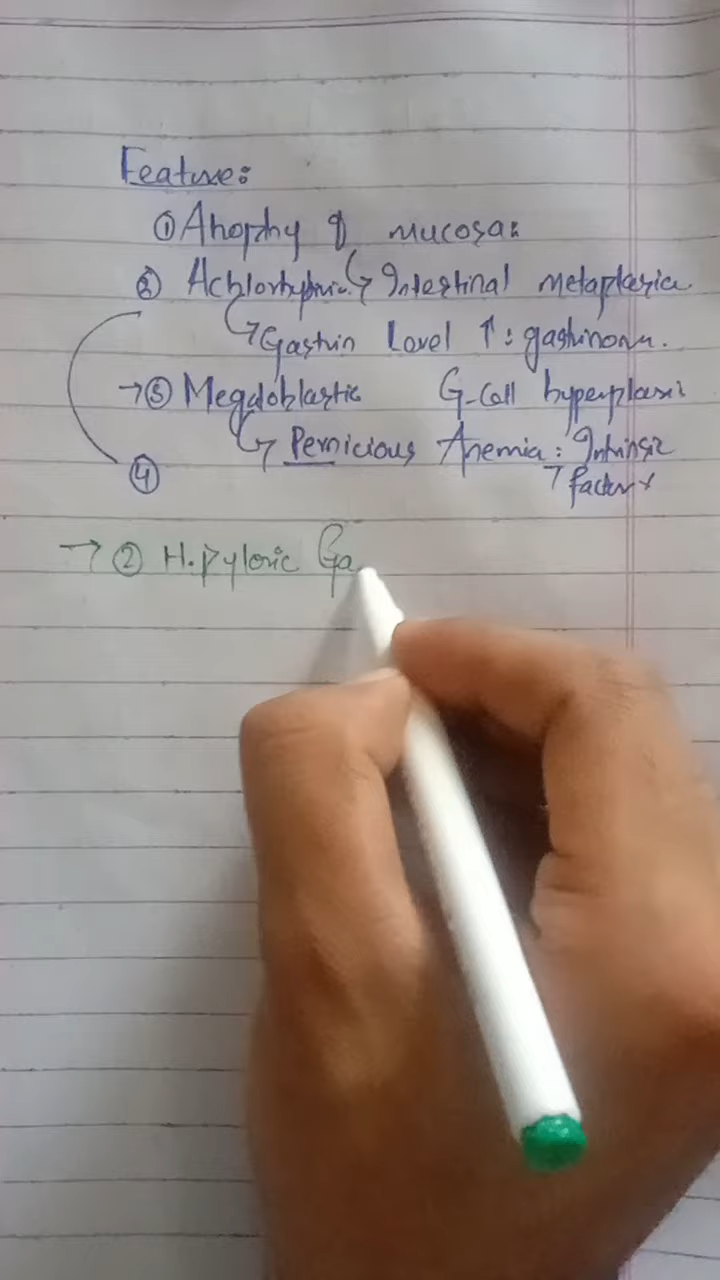 Feature:
① Atrophy of mucosa:
② Achlorhydria ↳ Intestinal metaplasia
↳ Gastrin Level ↑ : gastrinoma.
→ ③ Megaloblastic G-Cell hyperplasia
↳ Pernicious Anemia : Intrinsic
④ factor x
→ ② H. Pyloric Ga